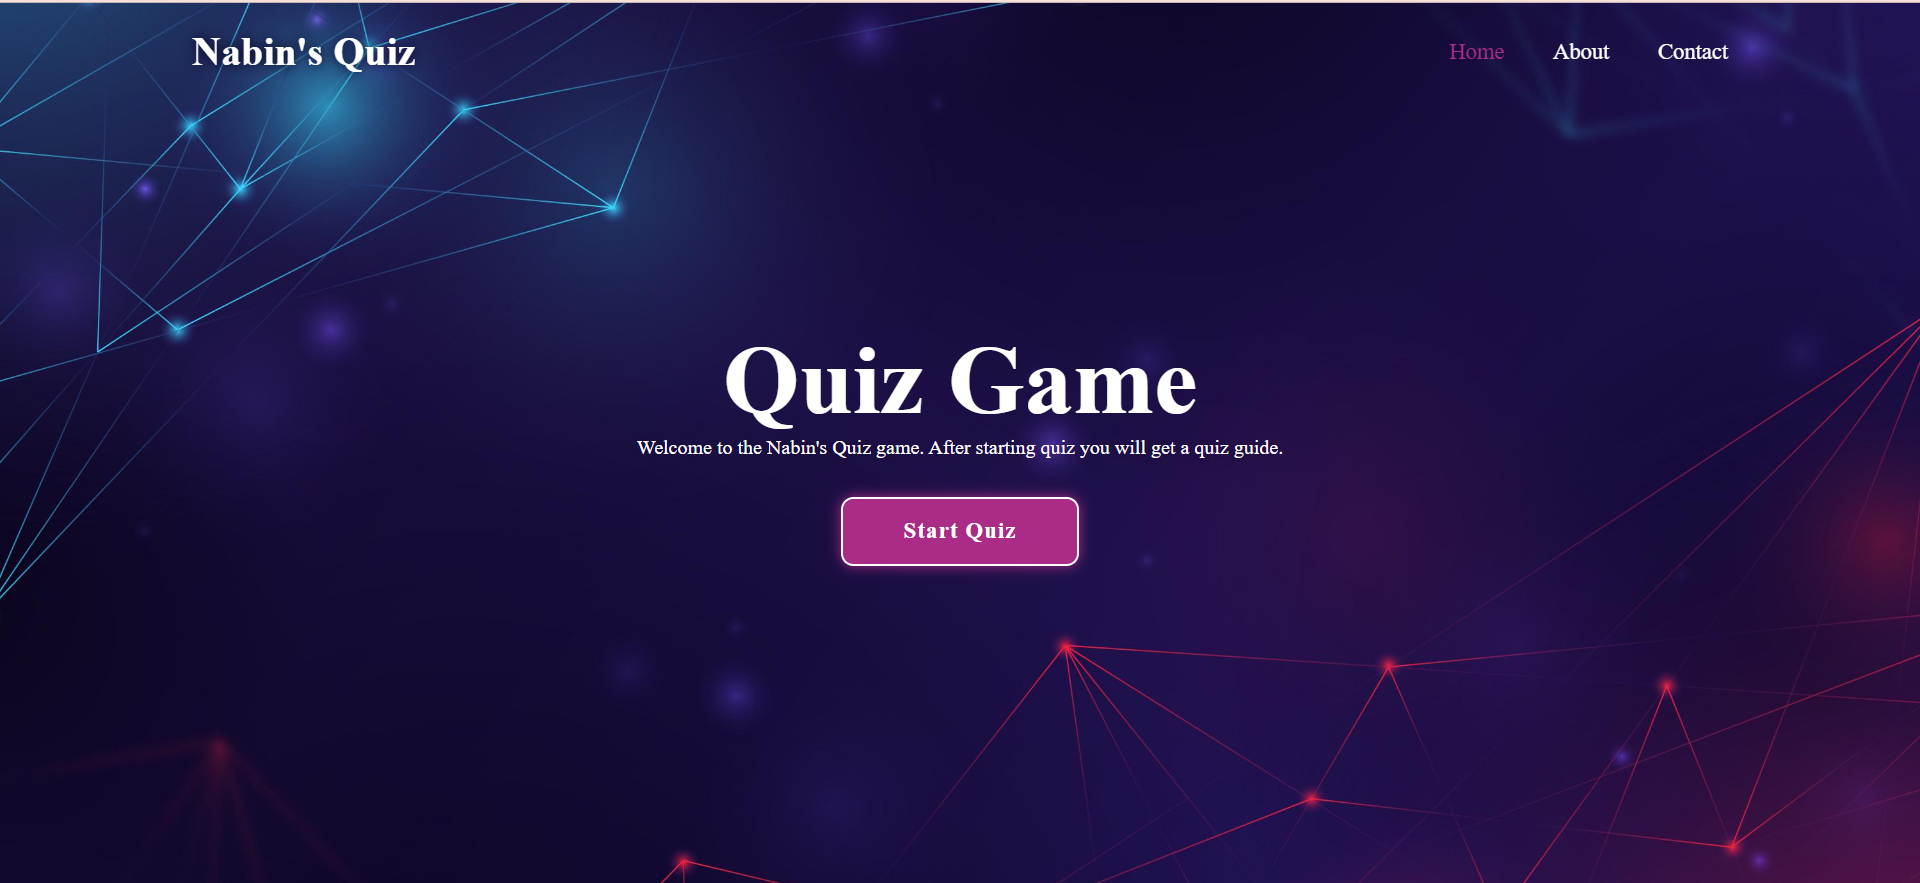 Nabin's Quiz
Home About Contact
Quiz Game
Welcome to the Nabin's Quiz game. After starting quiz you will get a quiz guide.
Start Quiz